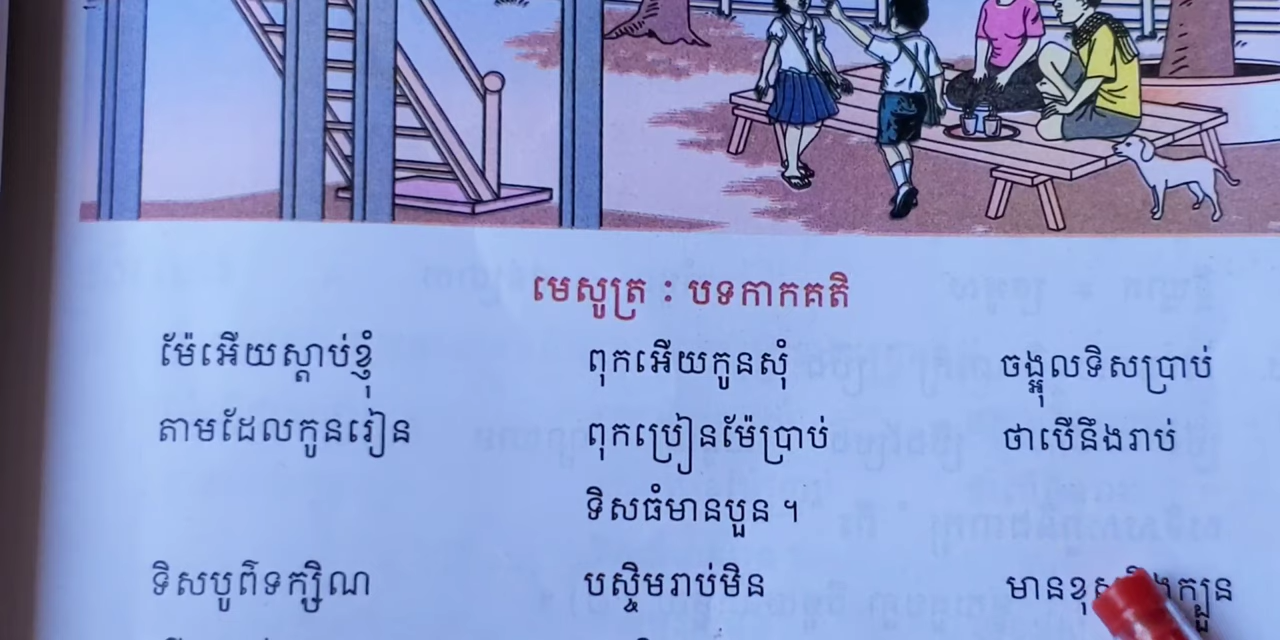 មេសូត្រ ៖ បទកាកគតិ
ម៉ែអើយស្ដាប់ខ្ញុំ ពុកអើយកូនសុំ ចង្អុលទិសប្រាប់
តាមដែលកូនរៀន ពុកប្រៀនម៉ែប្រាប់ ថាបើនឹងរាប់
ទិសធំមានបួន ។
ទិសបូព៌ទក្សិណ បស្ចិមរាប់មិន មានខុស ក្បួន